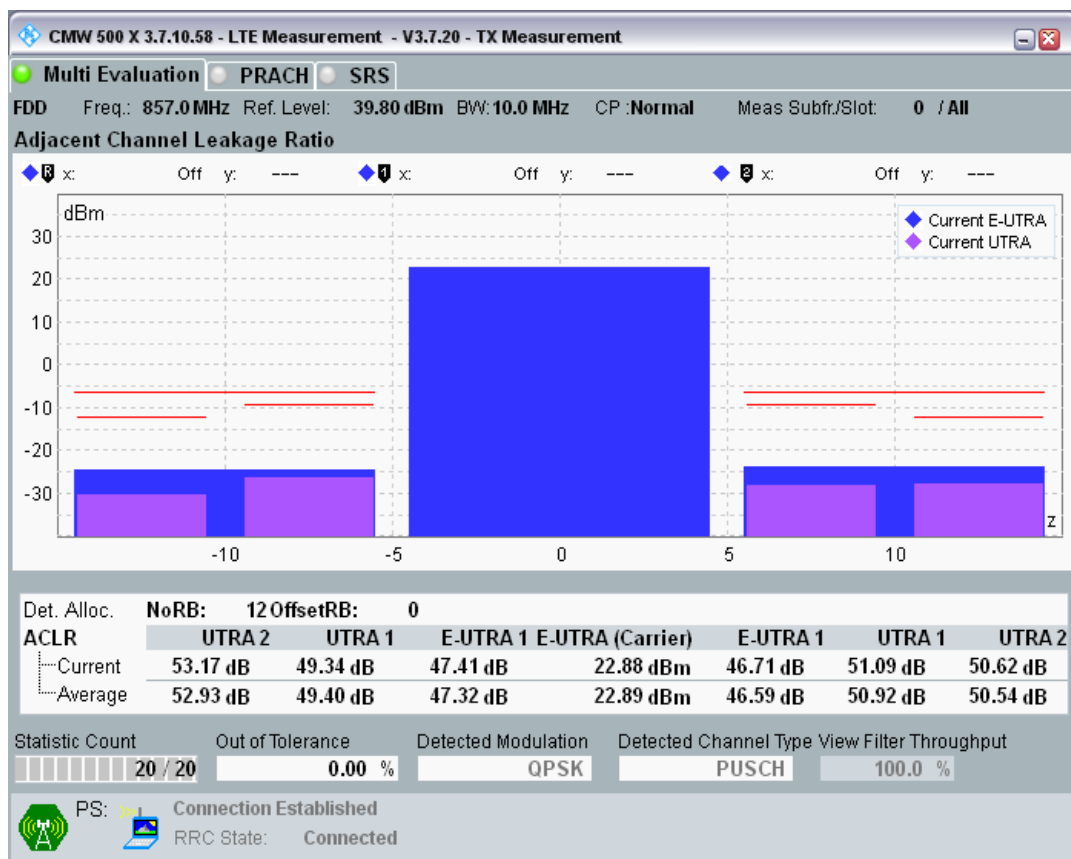 CMW 500 X 3.7.10.58 - LTE Measurement - V3.7.20 - TX Measurement
Multi Evaluation PRACH SRS
FDD Freq.: 857.0 MHz Ref. Level: 39.80 dBm BW: 10.0 MHz CP :Normal Meas Subfr./Slot: 0 / All
Adjacent Channel Leakage Ratio
R x: Off y: --- 1 x: Off y: --- 2 x: Off y: ---
dBm
Current E-UTRA
Current UTRA
30
20
10
0
-10
-20
-30
z
-10 -5 0 5 10
Det. Alloc. NoRB: 12 OffsetRB: 0
ACLR UTRA 2 UTRA 1 E-UTRA 1 E-UTRA (Carrier) E-UTRA 1 UTRA 1 UTRA 2
Current 53.17 dB 49.34 dB 47.41 dB 22.88 dBm 46.71 dB 51.09 dB 50.62 dB
Average 52.93 dB 49.40 dB 47.32 dB 22.89 dBm 46.59 dB 50.92 dB 50.54 dB
Statistic Count Out of Tolerance Detected Modulation Detected Channel Type View Filter Throughput
20 / 20 0.00 % QPSK PUSCH 100.0 %
PS: Connection Established
RRC State: Connected